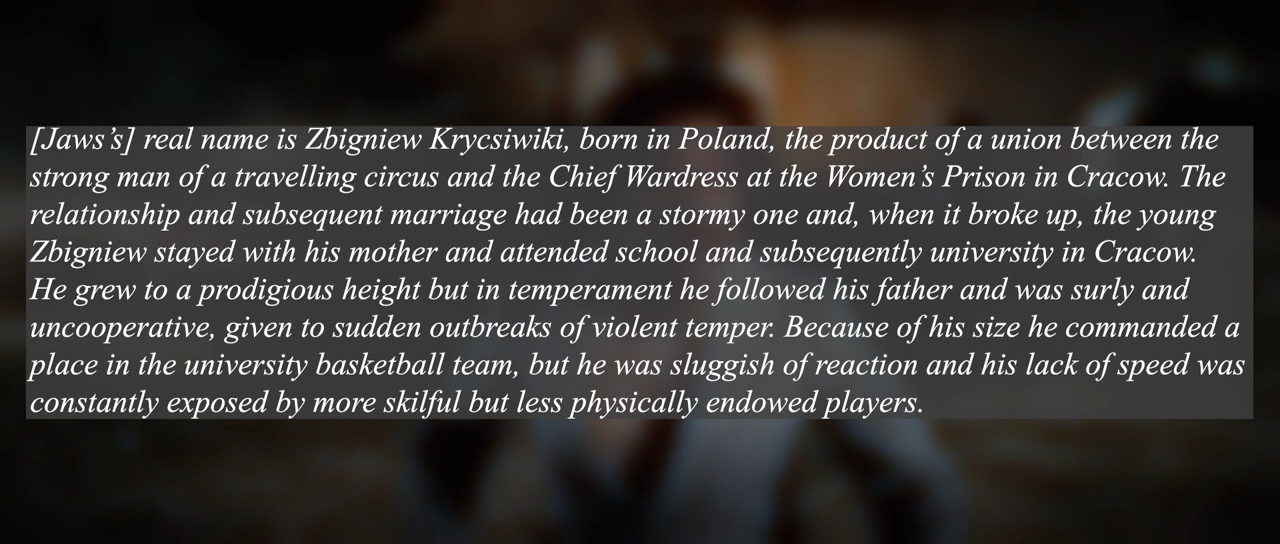 [Jaws’s] real name is Zbigniew Krycsiwiki, born in Poland, the product of a union between the
strong man of a travelling circus and the Chief Wardress at the Women’s Prison in Cracow. The
relationship and subsequent marriage had been a stormy one and, when it broke up, the young
Zbigniew stayed with his mother and attended school and subsequently university in Cracow.
He grew to a prodigious height but in temperament he followed his father and was surly and
uncooperative, given to sudden outbreaks of violent temper. Because of his size he commanded a
place in the university basketball team, but he was sluggish of reaction and his lack of speed was
constantly exposed by more skilful but less physically endowed players.